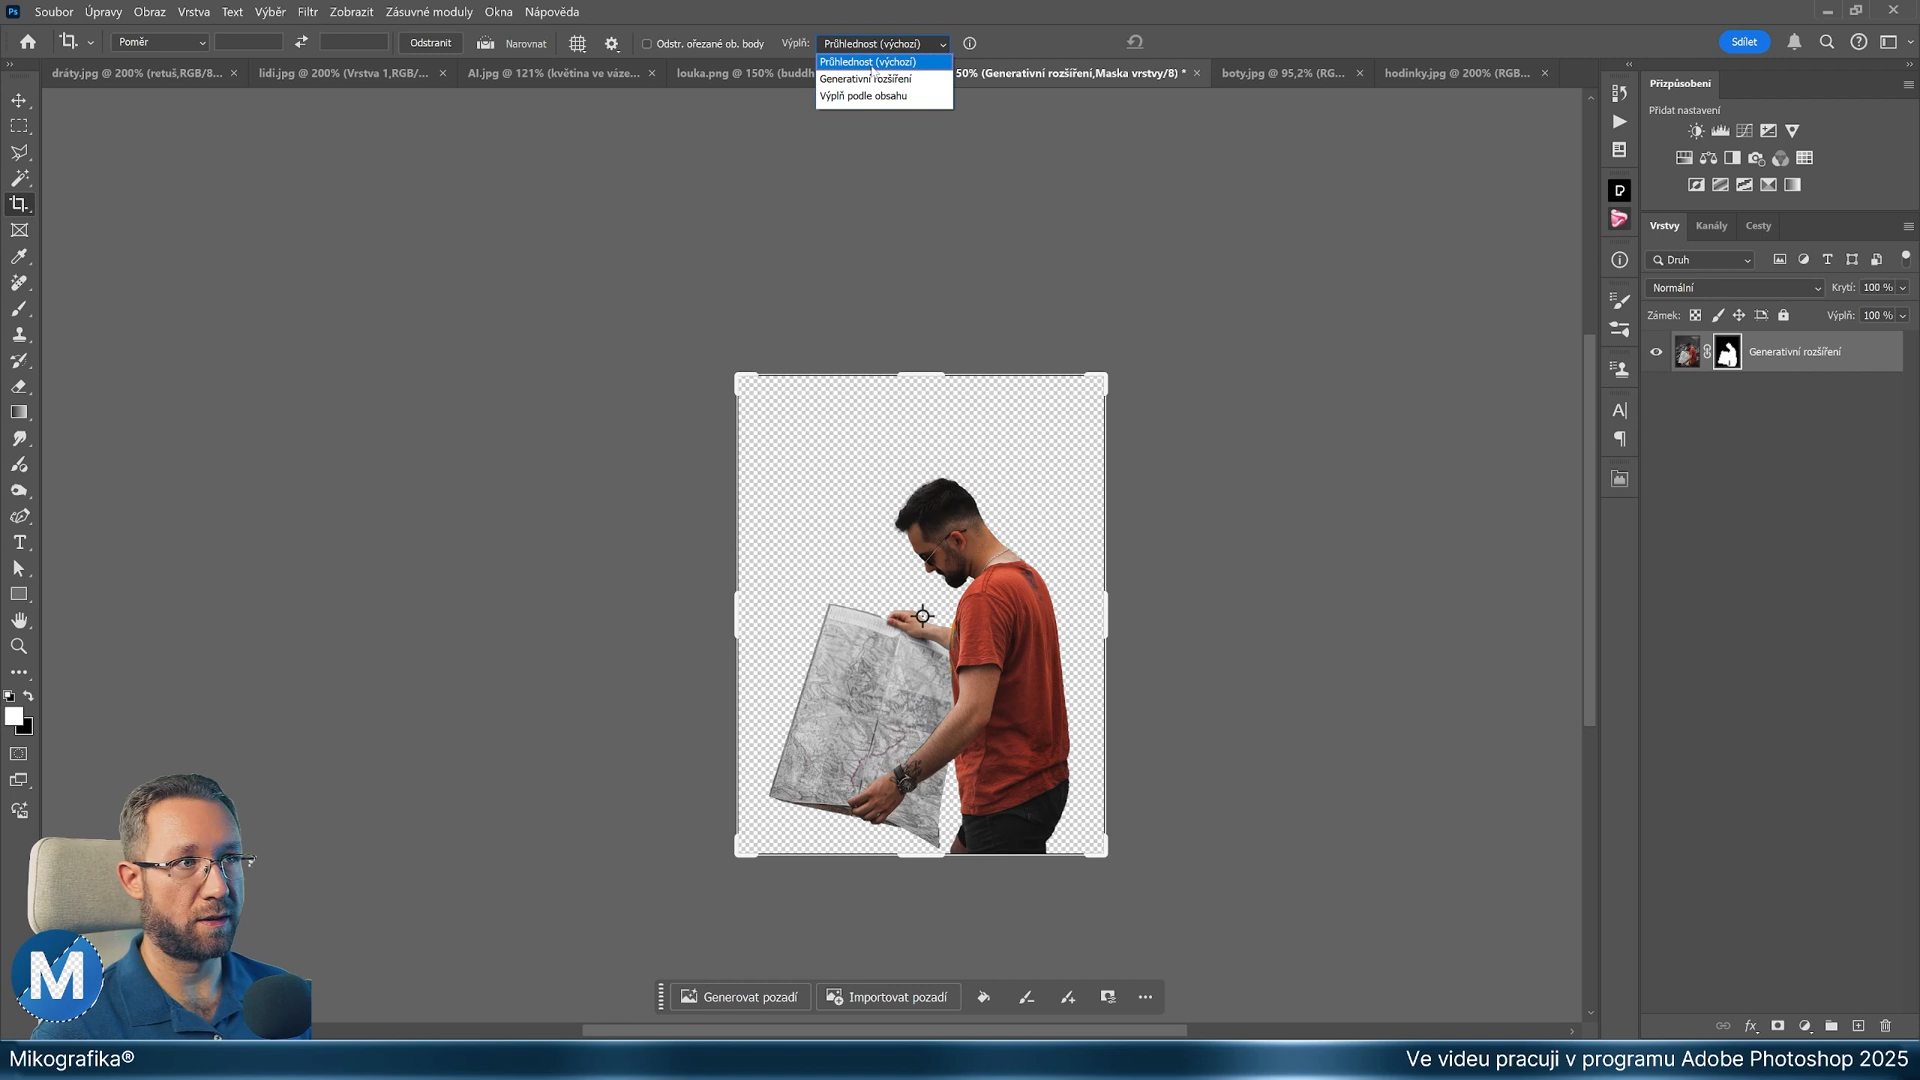 Ps Soubor Úpravy Obraz Vrstva Text Výběr Filtr Zobrazit Zásuvné moduly Okna Nápověda
Poměr Odstranit Narovnat Odstr. ořezané ob. body Výplň: Průhlednost (výchozí) Sdílet
Průhlednost (výchozí)
Generativní rozšíření
Výplň podle obsahu
dráty.jpg @ 200% (retuš,RGB/8... lidi.jpg @ 200% (Vrstva 1,RGB/... AI.jpg @ 121% (květina ve váze... louka.png @ 150% (buddh 50% (Generativní rozšíření,Maska vrstvy/8) * boty.jpg @ 95,2% (RG... hodinky.jpg @ 200% (RGB...
Přizpůsobení
Přidat nastavení
Vrstvy Kanály Cesty
Druh
Normální Krytí: 100 %
Zámek: Výplň: 100 %
Generativní rozšíření
Generovat pozadí Importovat pozadí
M
Mikografika® Ve videu pracuji v programu Adobe Photoshop 2025